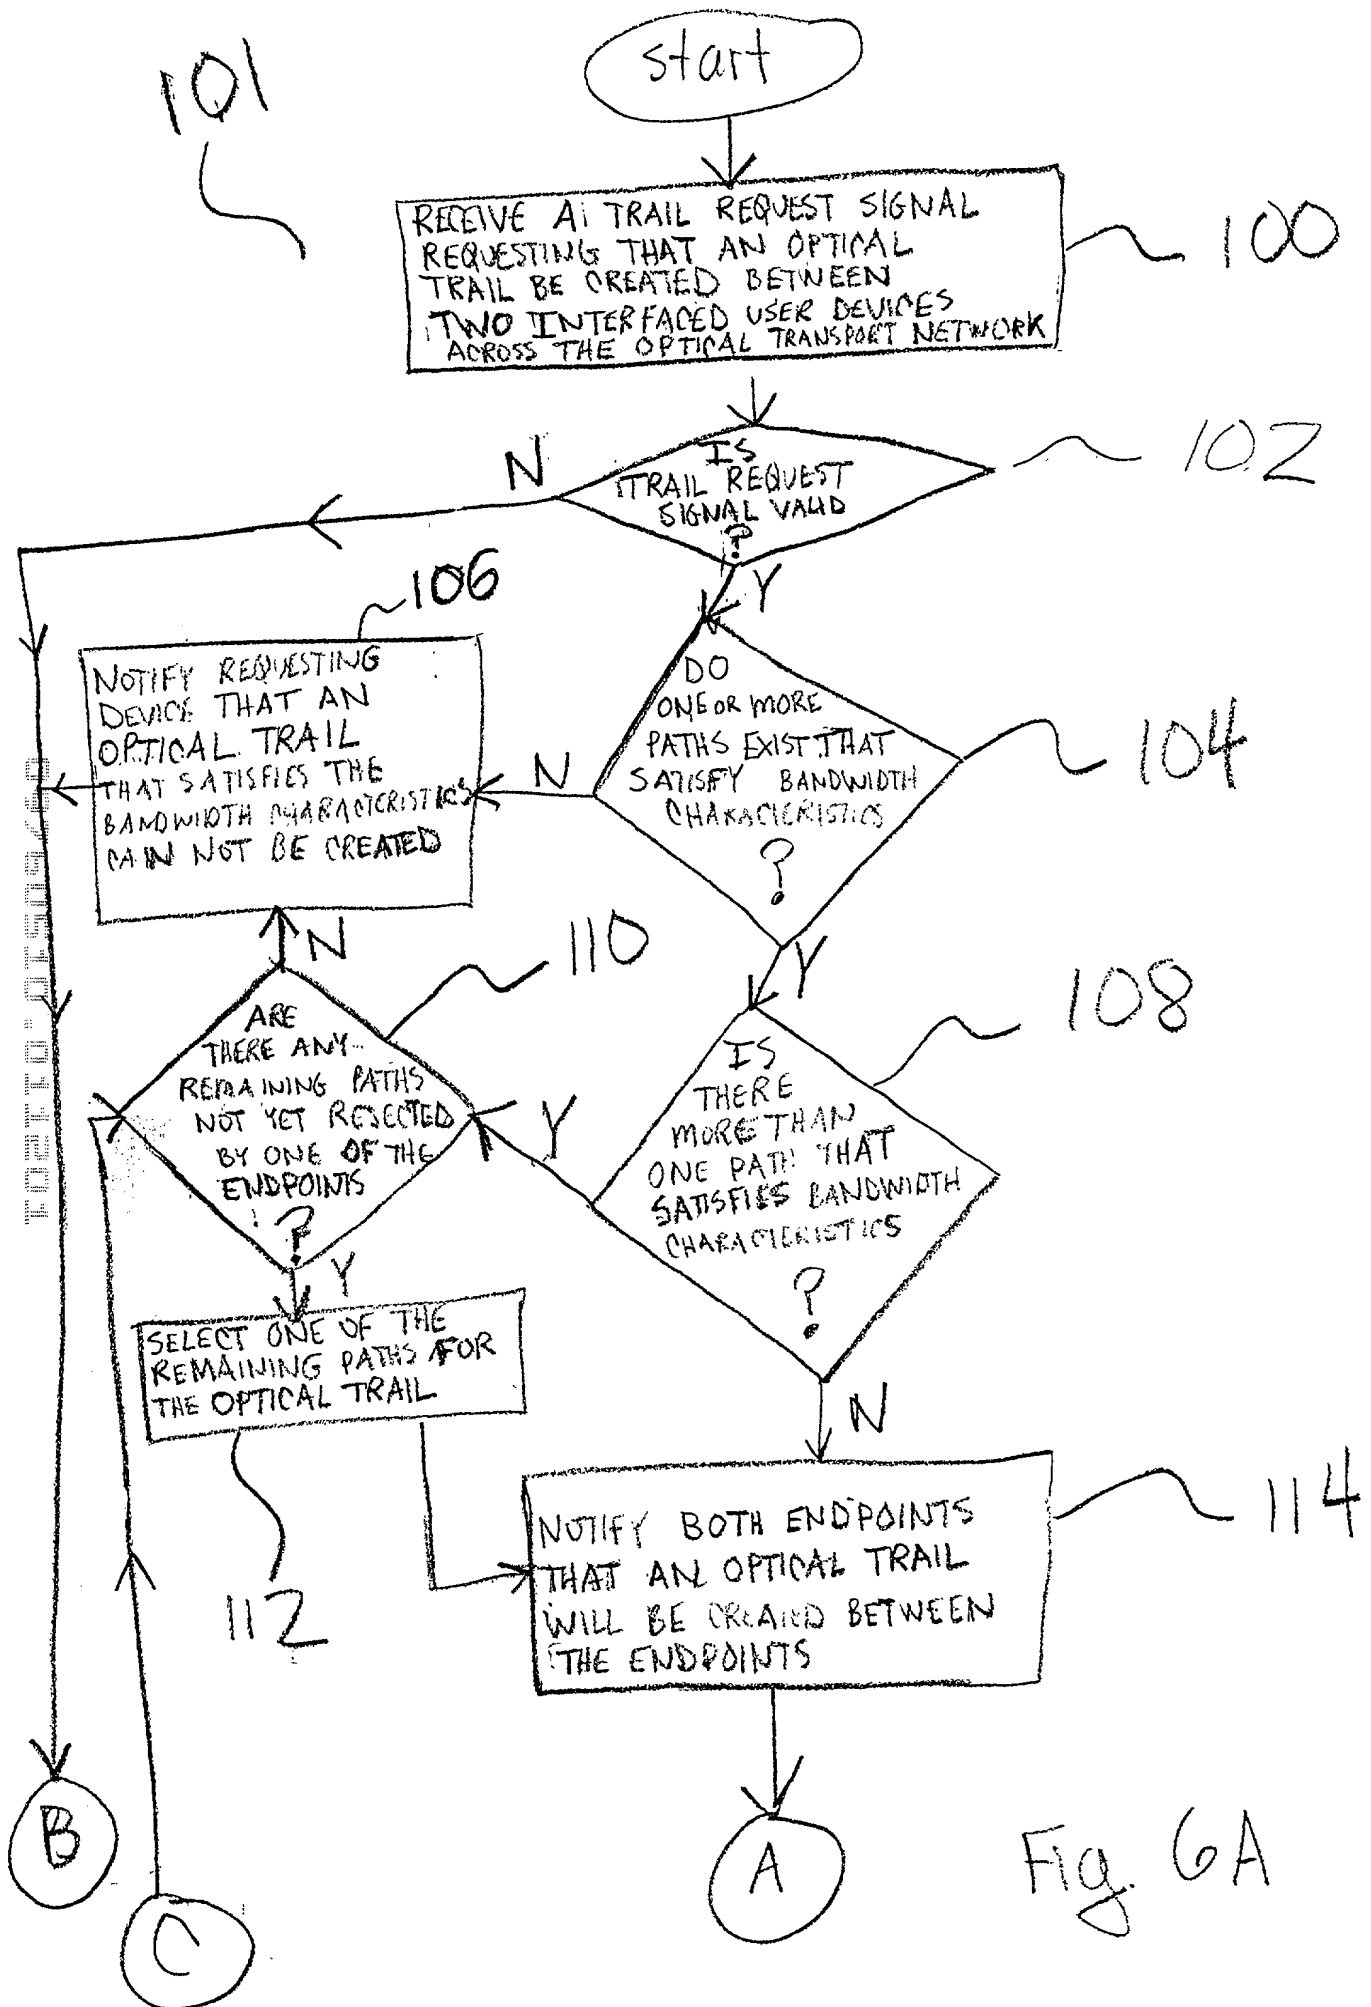 start
101
RECEIVE A TRAIL REQUEST SIGNAL
REQUESTING THAT AN OPTICAL
TRAIL BE CREATED BETWEEN
TWO INTERFACED USER DEVICES
ACROSS THE OPTICAL TRANSPORT NETWORK
100
IS
TRAIL REQUEST
SIGNAL VALID
?
102
N
Y
106
NOTIFY REQUESTING
DEVICE THAT AN
OPTICAL TRAIL
THAT SATISFIES THE
BANDWIDTH CHARACTERISTICS
CAN NOT BE CREATED
DO
ONE OR MORE
PATHS EXIST THAT
SATISFY BANDWIDTH
CHARACTERISTICS
?
104
N
Y
N
110
ARE
THERE ANY
REMAINING PATHS
NOT YET REJECTED
BY ONE OF THE
ENDPOINTS
?
108
IS
THERE
MORE THAN
ONE PATH THAT
SATISFIES BANDWIDTH
CHARACTERISTICS
?
Y
Y
SELECT ONE OF THE
REMAINING PATHS FOR
THE OPTICAL TRAIL
112
N
NOTIFY BOTH ENDPOINTS
THAT AN OPTICAL TRAIL
WILL BE CREATED BETWEEN
THE ENDPOINTS
114
B
C
A
Fig. 6A